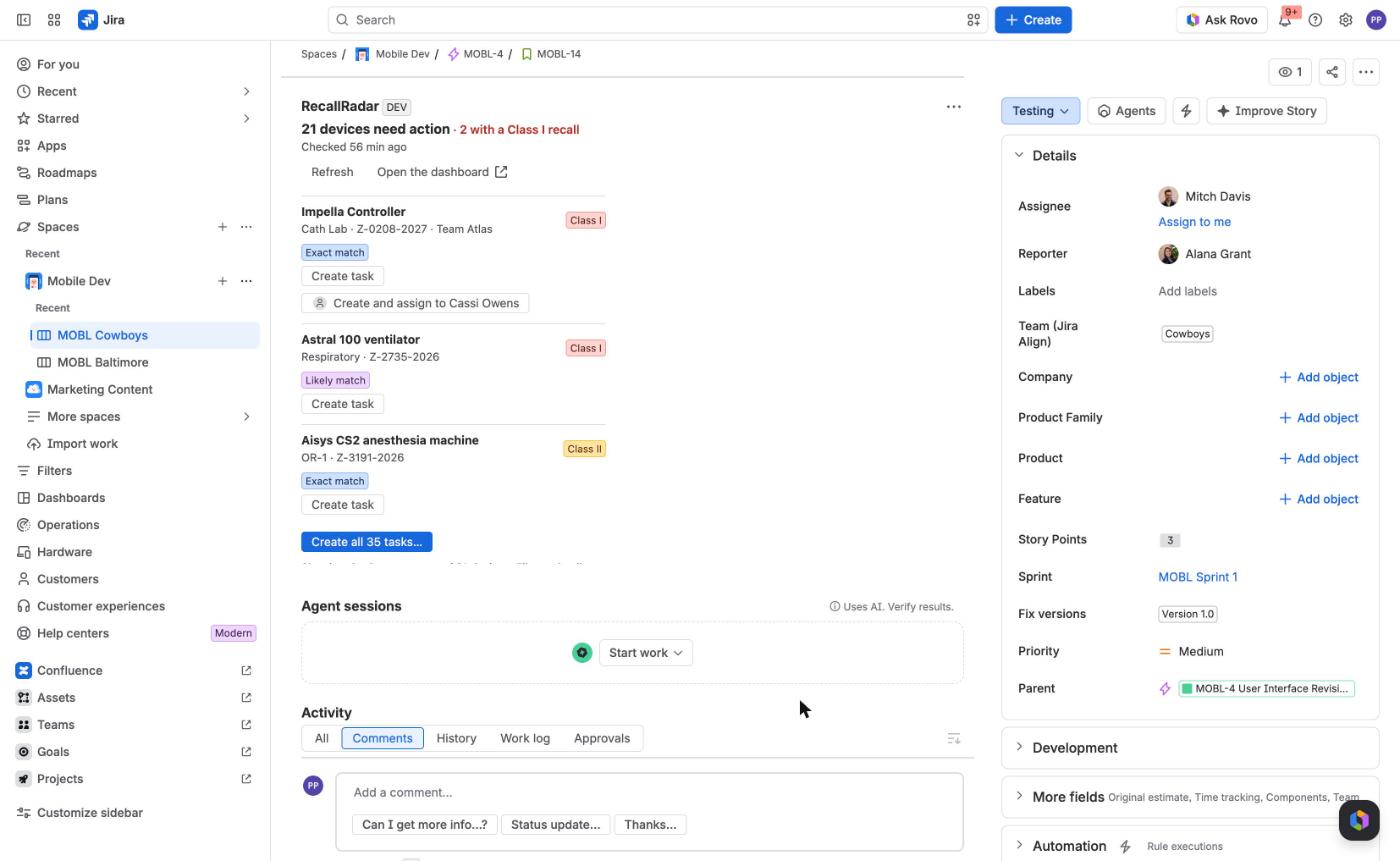 Jira
Search
Create
Ask Rovo
9+
PP
For you
Recent
Starred
Apps
Roadmaps
Plans
Spaces
Recent
Mobile Dev
Recent
MOBL Cowboys
MOBL Baltimore
Marketing Content
More spaces
Import work
Filters
Dashboards
Operations
Hardware
Customers
Customer experiences
Help centers Modern
Confluence
Assets
Teams
Goals
Projects
Customize sidebar
Spaces / Mobile Dev / MOBL-4 / MOBL-14
RecallRadar DEV
21 devices need action · 2 with a Class I recall
Checked 56 min ago
Refresh Open the dashboard
Impella Controller
Class I
Cath Lab · Z-0208-2027 · Team Atlas
Exact match
Create task
Create and assign to Cassi Owens
Astral 100 ventilator
Class I
Respiratory · Z-2735-2026
Likely match
Create task
Aisys CS2 anesthesia machine
Class II
OR-1 · Z-3191-2026
Exact match
Create task
Create all 35 tasks...
Agent sessions
Uses AI. Verify results.
Start work
Activity
All Comments History Work log Approvals
PP
Add a comment...
Can I get more info...? Status update... Thanks...
1
Testing Agents Improve Story
Details
Assignee Mitch Davis
Assign to me
Reporter Alana Grant
Labels Add labels
Team (Jira
Align)
Cowboys
Company Add object
Product Family Add object
Product Add object
Feature Add object
Story Points 3
Sprint MOBL Sprint 1
Fix versions Version 1.0
Priority Medium
Parent MOBL-4 User Interface Revisi...
Development
More fields Original estimate, Time tracking, Components, Team
Automation Rule executions